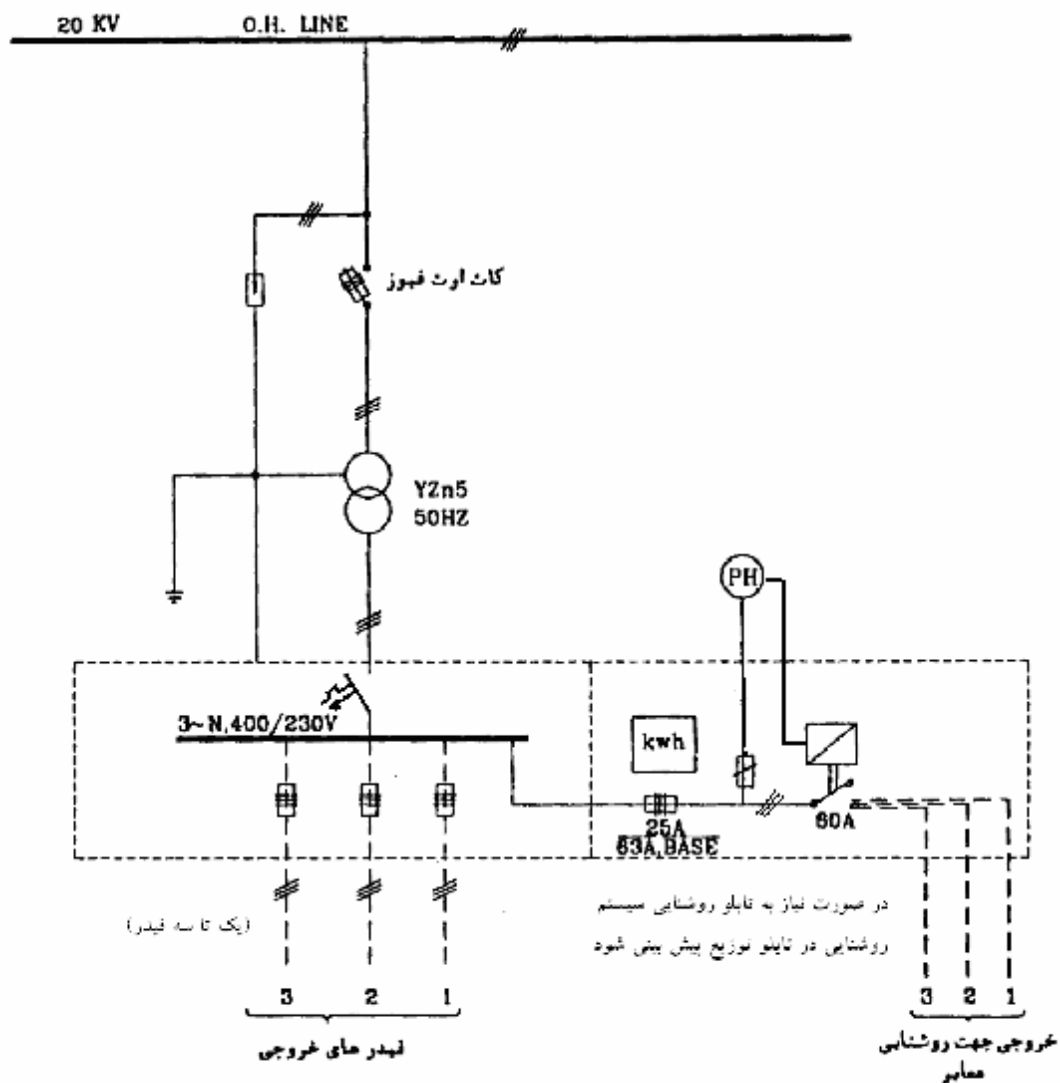 20 KV O.H. LINE
کات اوت فیوز
YZn5
50HZ
PH
3~N,400/230V
kwh
25A
63A,BASE
60A
(یک تا سه فیدر)
در صورت نیاز به تابلو روشنایی سیستم
روشنایی در تابلو توزیع پیش بینی شود
3 2 1
فیدر های خروجی
3 2 1
خروجی جهت روشنایی
معابر